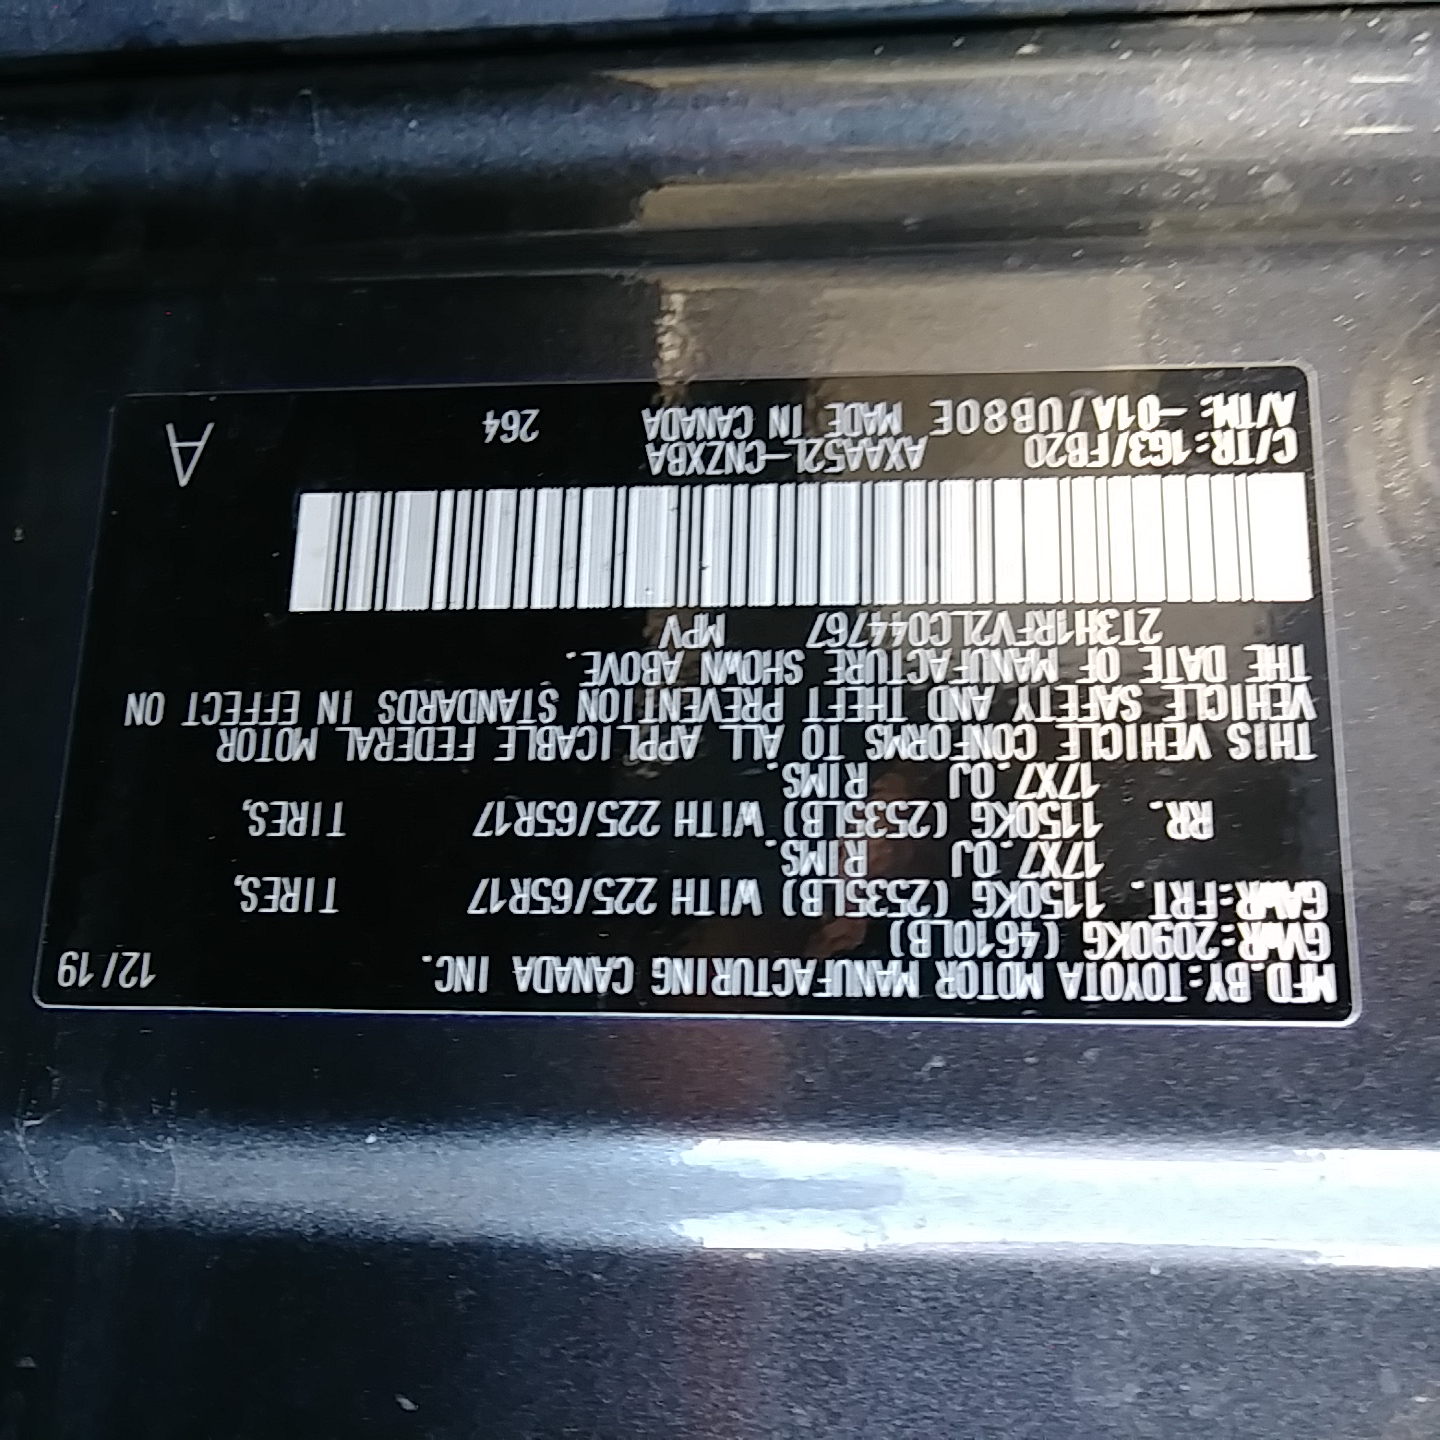 MFD.BY:TOYOTA MOTOR MANUFACTURING CANADA INC. 12/19
GVWR:2090KG (4610LB)
GAWR:FRT. 1150KG (2535LB) WITH 225/65R17 TIRES,
17X7.0J RIMS.
RR. 1150KG (2535LB) WITH 225/65R17 TIRES,
17X7.0J RIMS.
THIS VEHICLE CONFORMS TO ALL APPLICABLE FEDERAL MOTOR
VEHICLE SAFETY AND THEFT PREVENTION STANDARDS IN EFFECT ON
THE DATE OF MANUFACTURE SHOWN ABOVE.
2T3H1RFV2LC044767 MPV
C/TR:1G3/FB20 AXAA52L-CNZXBA A
A/TM: -01A/UB80E MADE IN CANADA 264